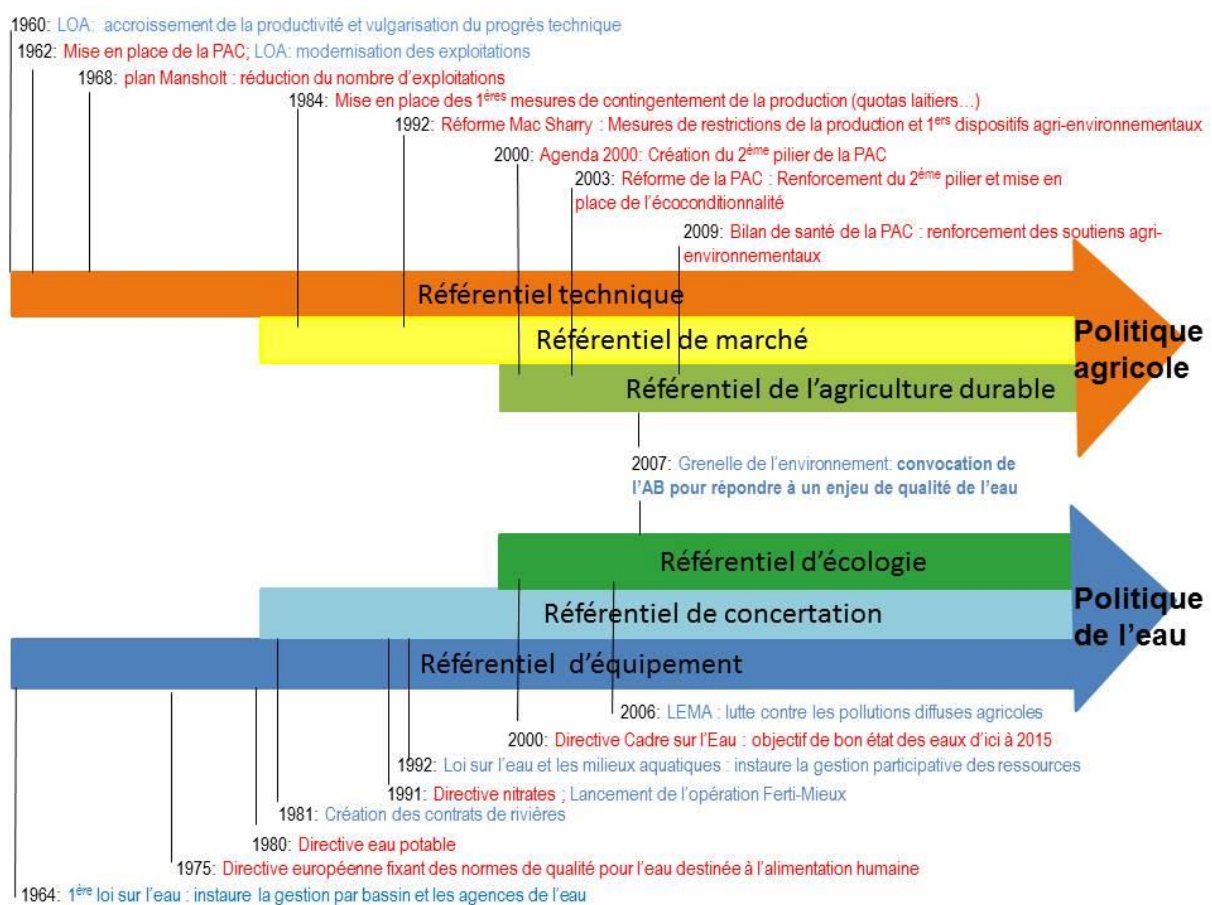 1960: LOA: accroissement de la productivité et vulgarisation du progrès technique
1962: Mise en place de la PAC; LOA: modernisation des exploitations
1968: plan Mansholt : réduction du nombre d'exploitations
1984: Mise en place des 1ères mesures de contingentement de la production (quotas laitiers…)
1992: Réforme Mac Sharry : Mesures de restrictions de la production et 1ers dispositifs agri-environnementaux
2000: Agenda 2000: Création du 2ème pilier de la PAC
2003: Réforme de la PAC : Renforcement du 2ème pilier et mise en
place de l'écoconditionnalité
2009: Bilan de santé de la PAC : renforcement des soutiens agri-
environnementaux
Référentiel technique
Référentiel de marché
Référentiel de l'agriculture durable
Politique
agricole
2007: Grenelle de l'environnement: convocation de
l'AB pour répondre à un enjeu de qualité de l'eau
Référentiel d'écologie
Référentiel de concertation
Référentiel d'équipement
Politique
de l'eau
2006: LEMA : lutte contre les pollutions diffuses agricoles
2000: Directive Cadre sur l'Eau : objectif de bon état des eaux d'ici à 2015
1992: Loi sur l'eau et les milieux aquatiques : instaure la gestion participative des ressources
1991: Directive nitrates ; Lancement de l'opération Ferti-Mieux
1981: Création des contrats de rivières
1980: Directive eau potable
1975: Directive européenne fixant des normes de qualité pour l'eau destinée à l'alimentation humaine
1964: 1ère loi sur l'eau : instaure la gestion par bassin et les agences de l'eau